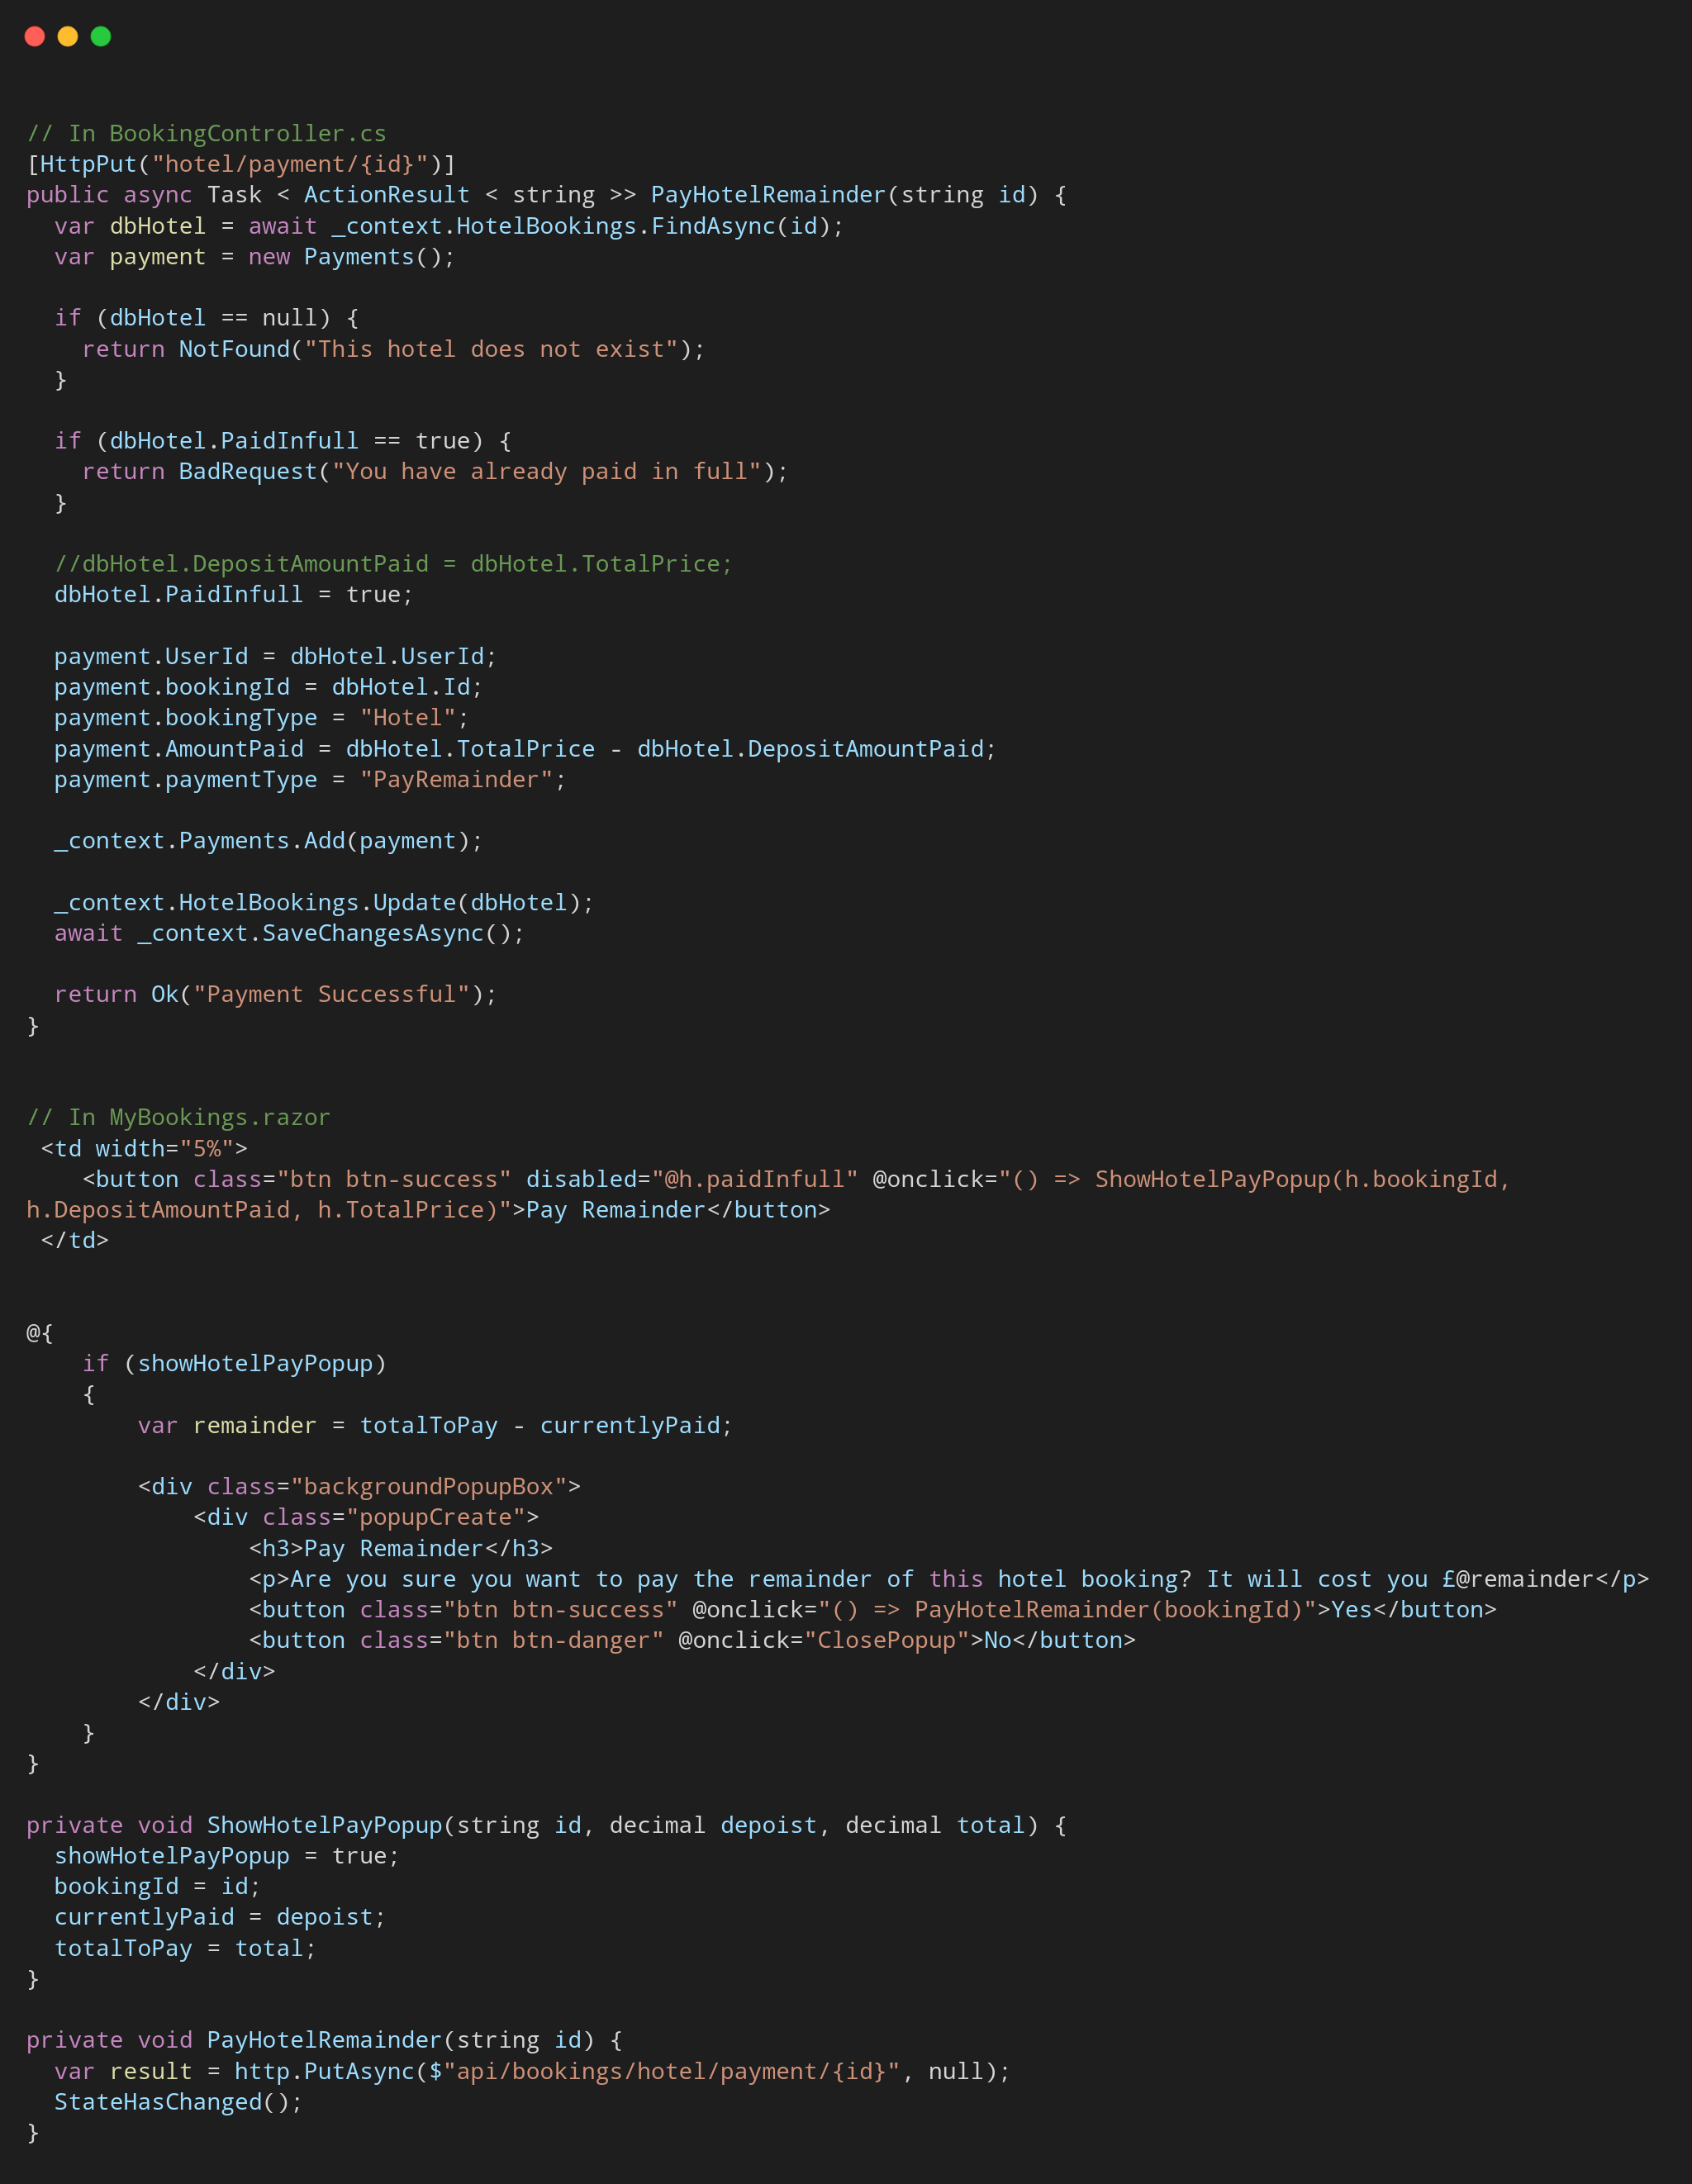 // In BookingController.cs
[HttpPut("hotel/payment/{id}")]
public async Task < ActionResult < string >> PayHotelRemainder(string id) {
  var dbHotel = await _context.HotelBookings.FindAsync(id);
  var payment = new Payments();

  if (dbHotel == null) {
    return NotFound("This hotel does not exist");
  }

  if (dbHotel.PaidInfull == true) {
    return BadRequest("You have already paid in full");
  }

  //dbHotel.DepositAmountPaid = dbHotel.TotalPrice;
  dbHotel.PaidInfull = true;

  payment.UserId = dbHotel.UserId;
  payment.bookingId = dbHotel.Id;
  payment.bookingType = "Hotel";
  payment.AmountPaid = dbHotel.TotalPrice - dbHotel.DepositAmountPaid;
  payment.paymentType = "PayRemainder";

  _context.Payments.Add(payment);

  _context.HotelBookings.Update(dbHotel);
  await _context.SaveChangesAsync();

  return Ok("Payment Successful");
}

// In MyBookings.razor
 <td width="5%">
    <button class="btn btn-success" disabled="@h.paidInfull" @onclick="() => ShowHotelPayPopup(h.bookingId,
h.DepositAmountPaid, h.TotalPrice)">Pay Remainder</button>
 </td>

@{
    if (showHotelPayPopup)
    {
        var remainder = totalToPay - currentlyPaid;

        <div class="backgroundPopupBox">
            <div class="popupCreate">
                <h3>Pay Remainder</h3>
                <p>Are you sure you want to pay the remainder of this hotel booking? It will cost you £@remainder</p>
                <button class="btn btn-success" @onclick="() => PayHotelRemainder(bookingId)">Yes</button>
                <button class="btn btn-danger" @onclick="ClosePopup">No</button>
            </div>
        </div>
    }
}

private void ShowHotelPayPopup(string id, decimal depoist, decimal total) {
  showHotelPayPopup = true;
  bookingId = id;
  currentlyPaid = depoist;
  totalToPay = total;
}

private void PayHotelRemainder(string id) {
  var result = http.PutAsync($"api/bookings/hotel/payment/{id}", null);
  StateHasChanged();
}